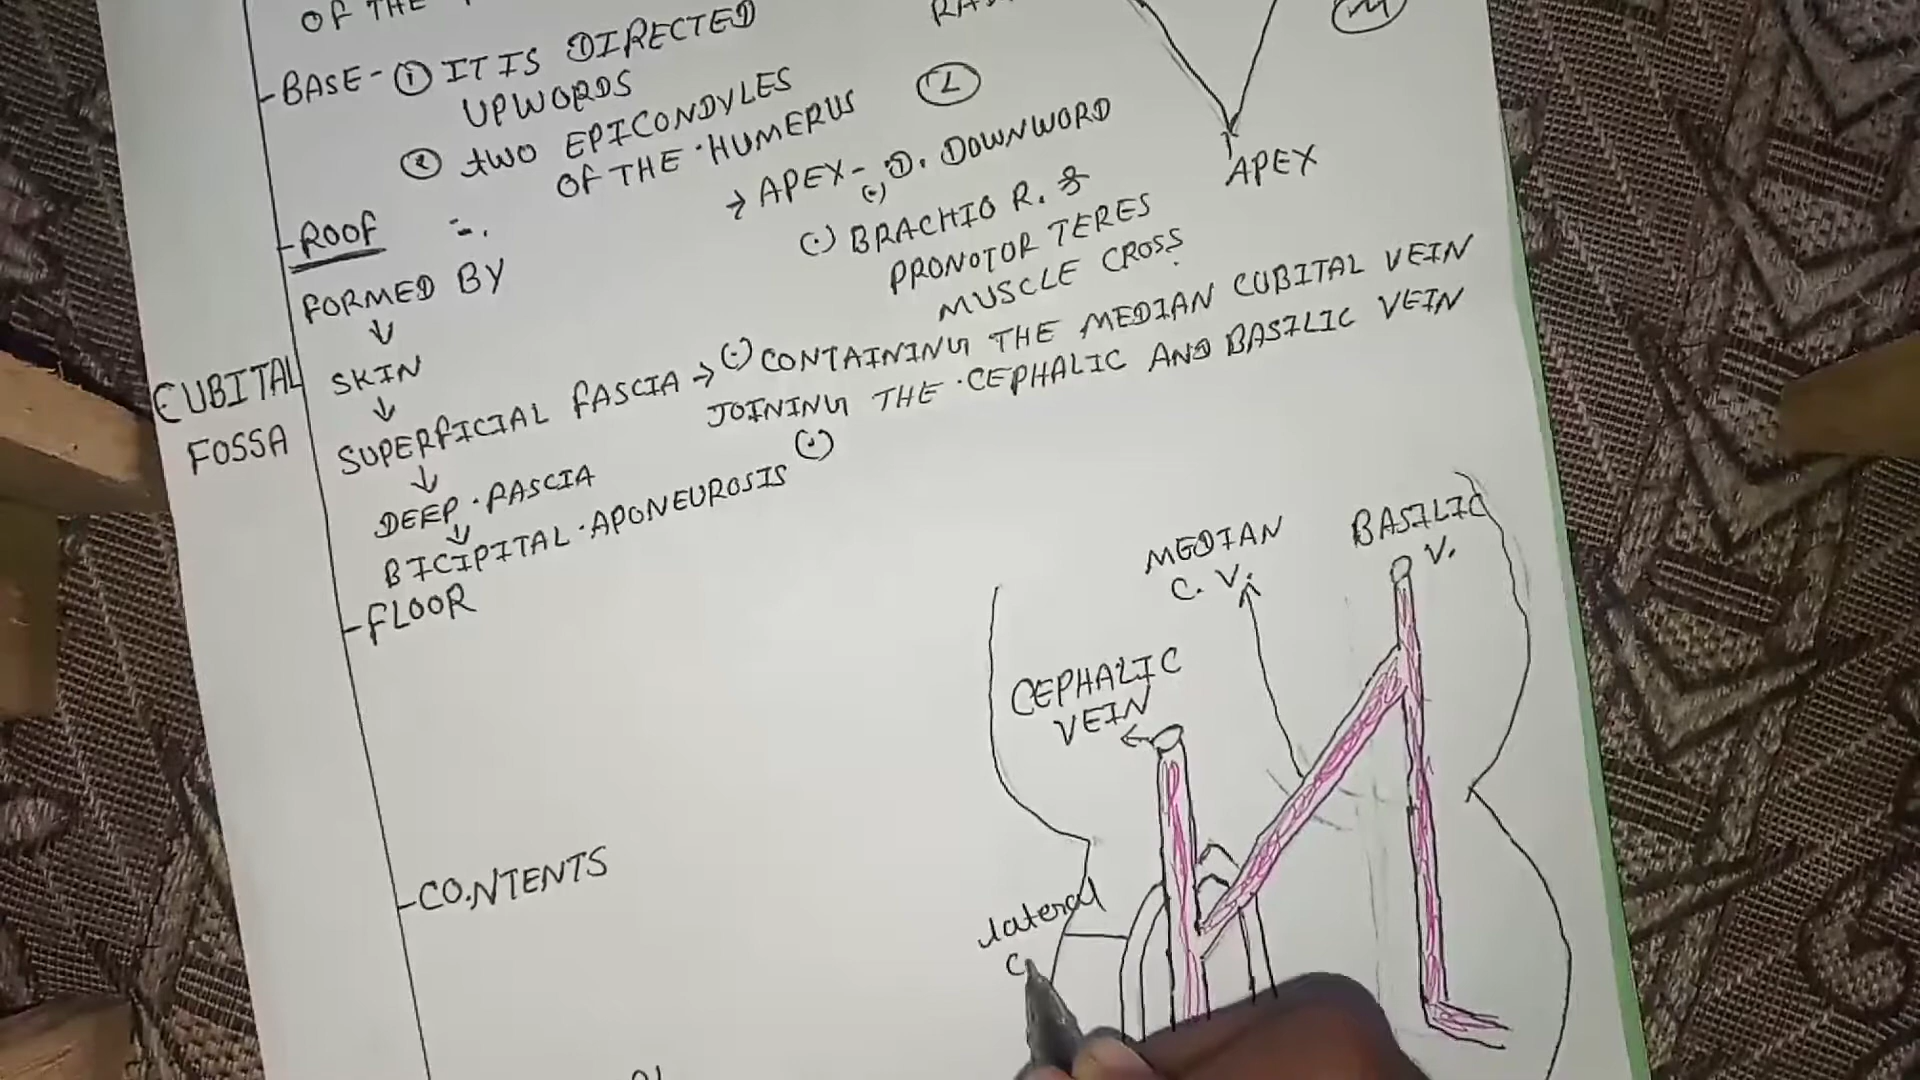 OF THE
BASE - ① IT IS DIRECTED
UPWORDS
② TWO EPICONDYLES
OF THE · HUMERUS
L
M
→ APEX - ①. DOWNWORD
BRACHIO R. &
PRONOTOR TERES
MUSCLE CROSS
APEX
ROOF :-.
FORMED BY
↓
SKIN
↓
SUPERFICIAL FASCIA → CONTAINING THE MEDIAN CUBITAL VEIN
JOINING THE · CEPHALIC AND BASILIC VEIN
↓
DEEP · FASCIA
↓
BICIPITAL · APONEUROSIS
CUBITAL
FOSSA
FLOOR
CONTENTS
MEDIAN
C. V.
BASILIC
V.
CEPHALIC
VEIN
lateral
C